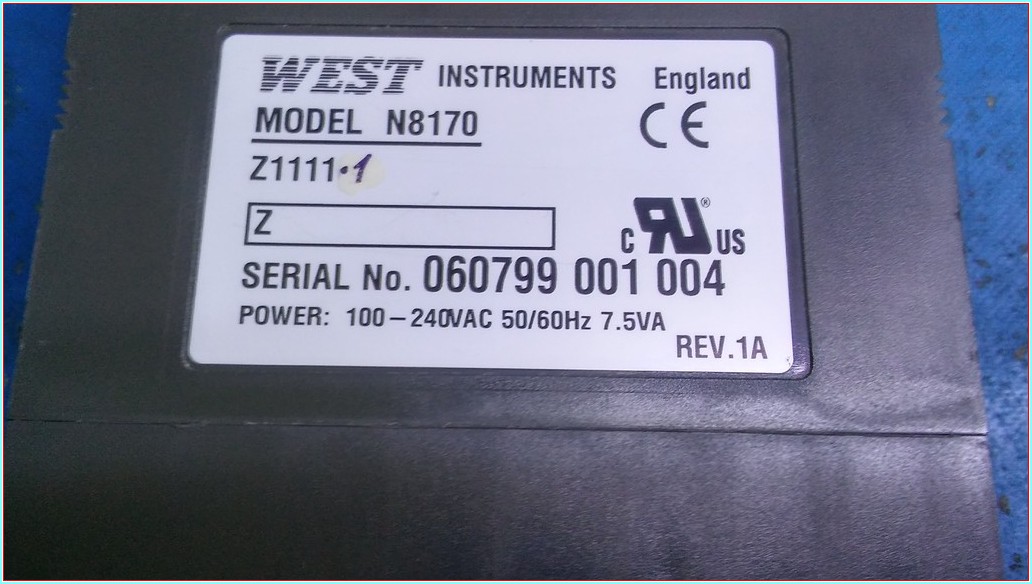 WEST INSTRUMENTS England
MODEL N8170
CE
Z1111•1
Z
c RU® US
SERIAL No. 060799 001 004
POWER: 100–240VAC 50/60Hz 7.5VA
REV.1A